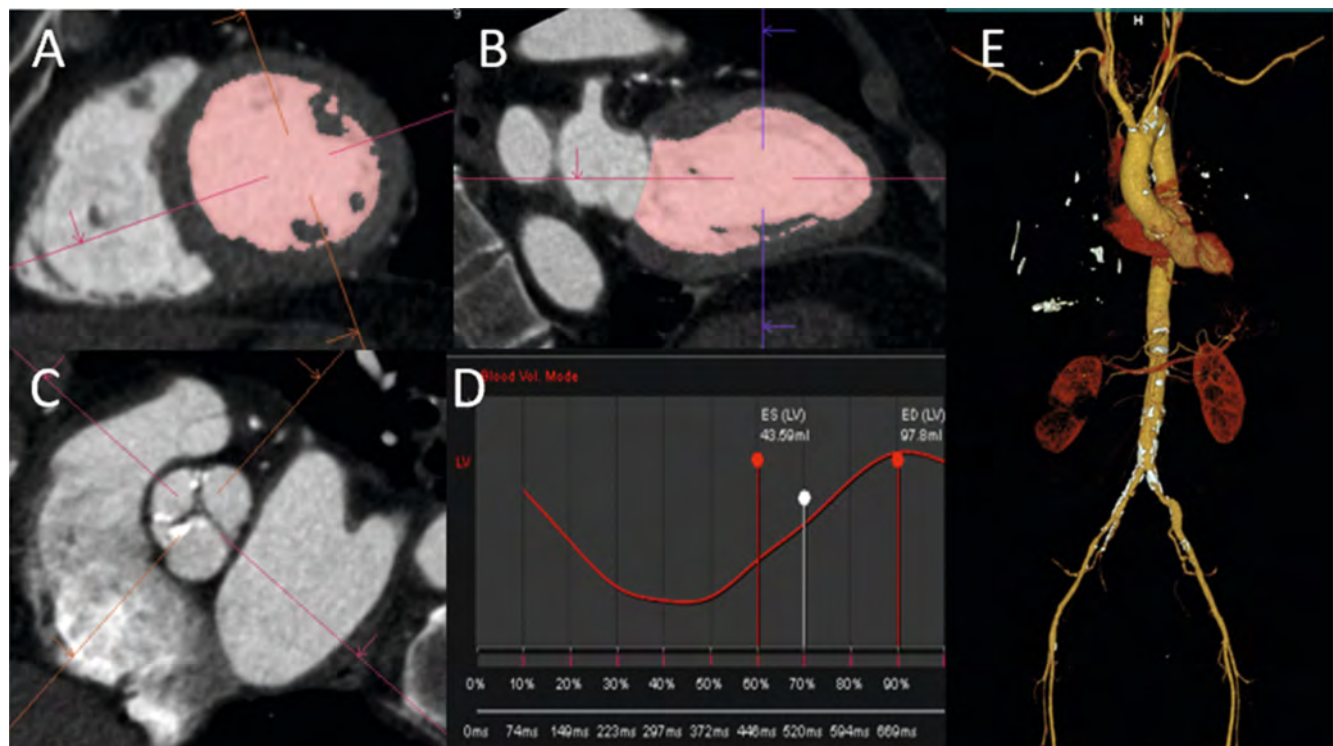 A
B
9
C
D
Blood Vol. Mode
ES (LV)
43.59ml
ED (LV)
97.8ml
LV
0% 10% 20% 30% 40% 50% 60% 70% 80% 90%
0ms 74ms 149ms 223ms 297ms 372ms 446ms 520ms 594ms 669ms
E
H